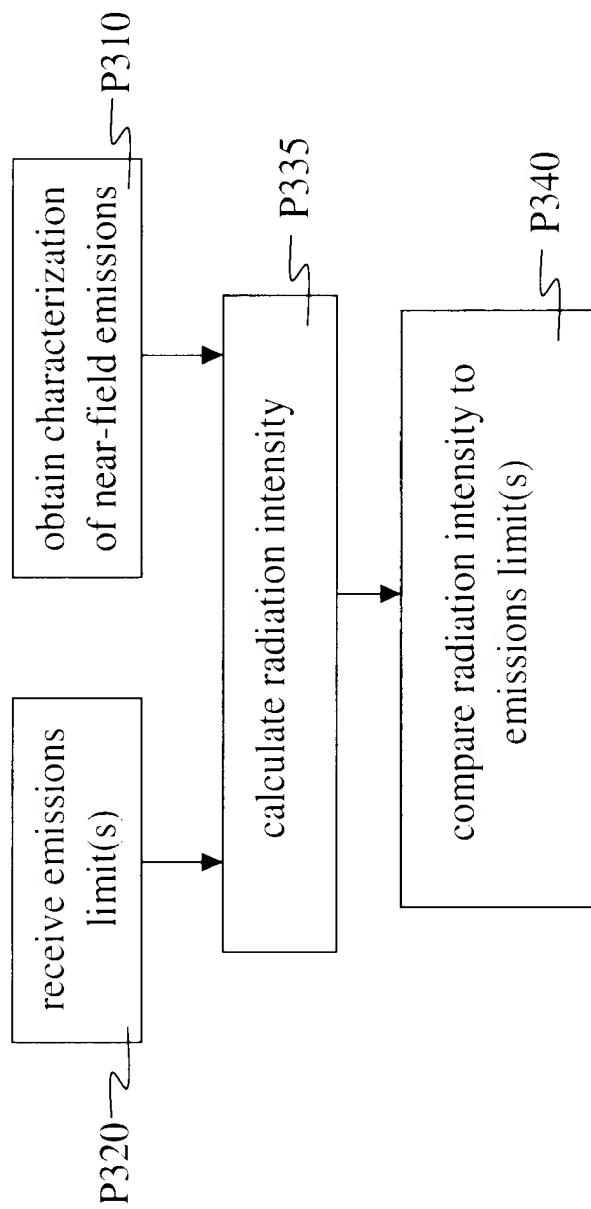 P320
receive emissions
limit(s)
obtain characterization
of near-field emissions
P310
calculate radiation intensity
P335
compare radiation intensity to
emissions limit(s)
P340